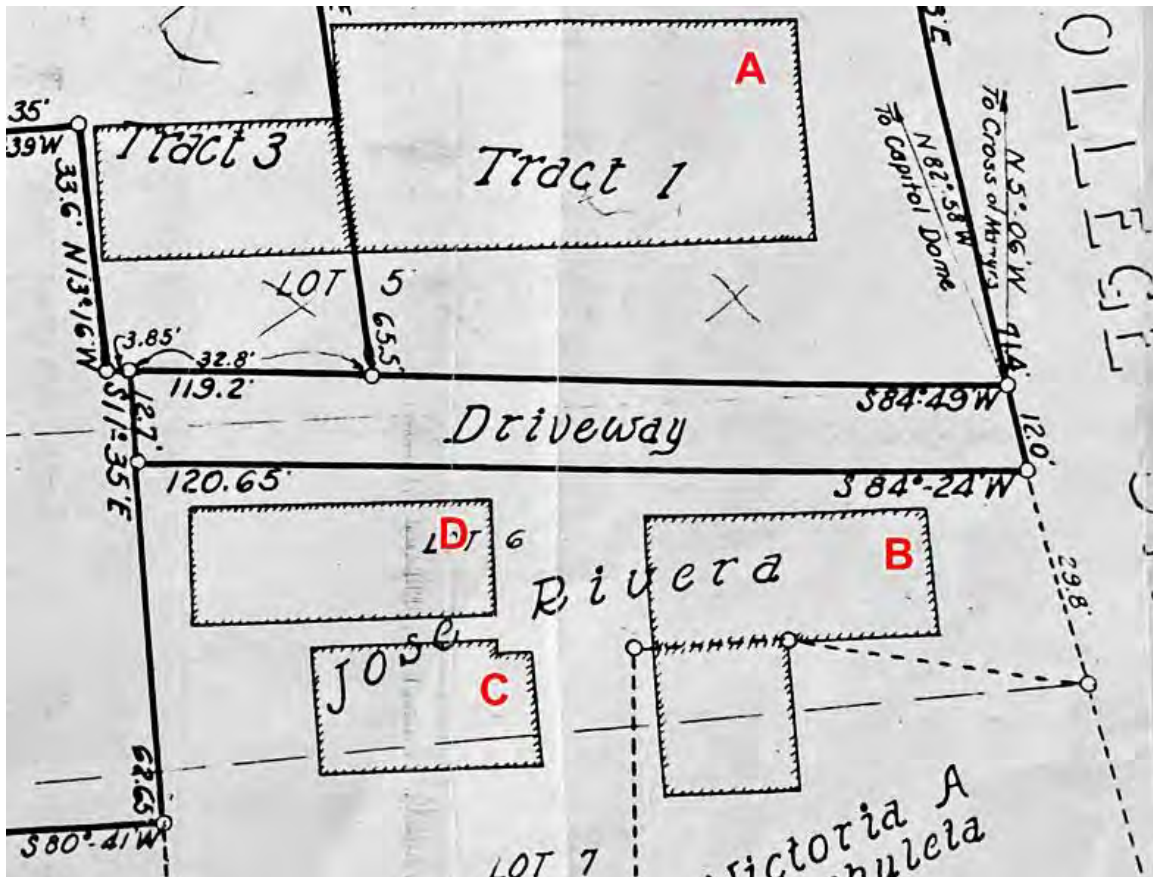 A
3'E
OLLEGE
35'
39W
Tract 3
Tract 1
N 82°.58'W
To Capitol Dome
N 5°.06'W
To Cross of Martyrs
33.6' N13°16'W
LOT 5
3.85'
32.8'
65.5'
71.4'
119.2'
S84°49'W
S11°-35'E
12.7'
Driveway
12.0'
120.65'
S 84°-24'W
D
LOT 6
B
Rivera
29.8'
Jose
C
62.65'
S80°-41'W
LOT 7
Victoria A